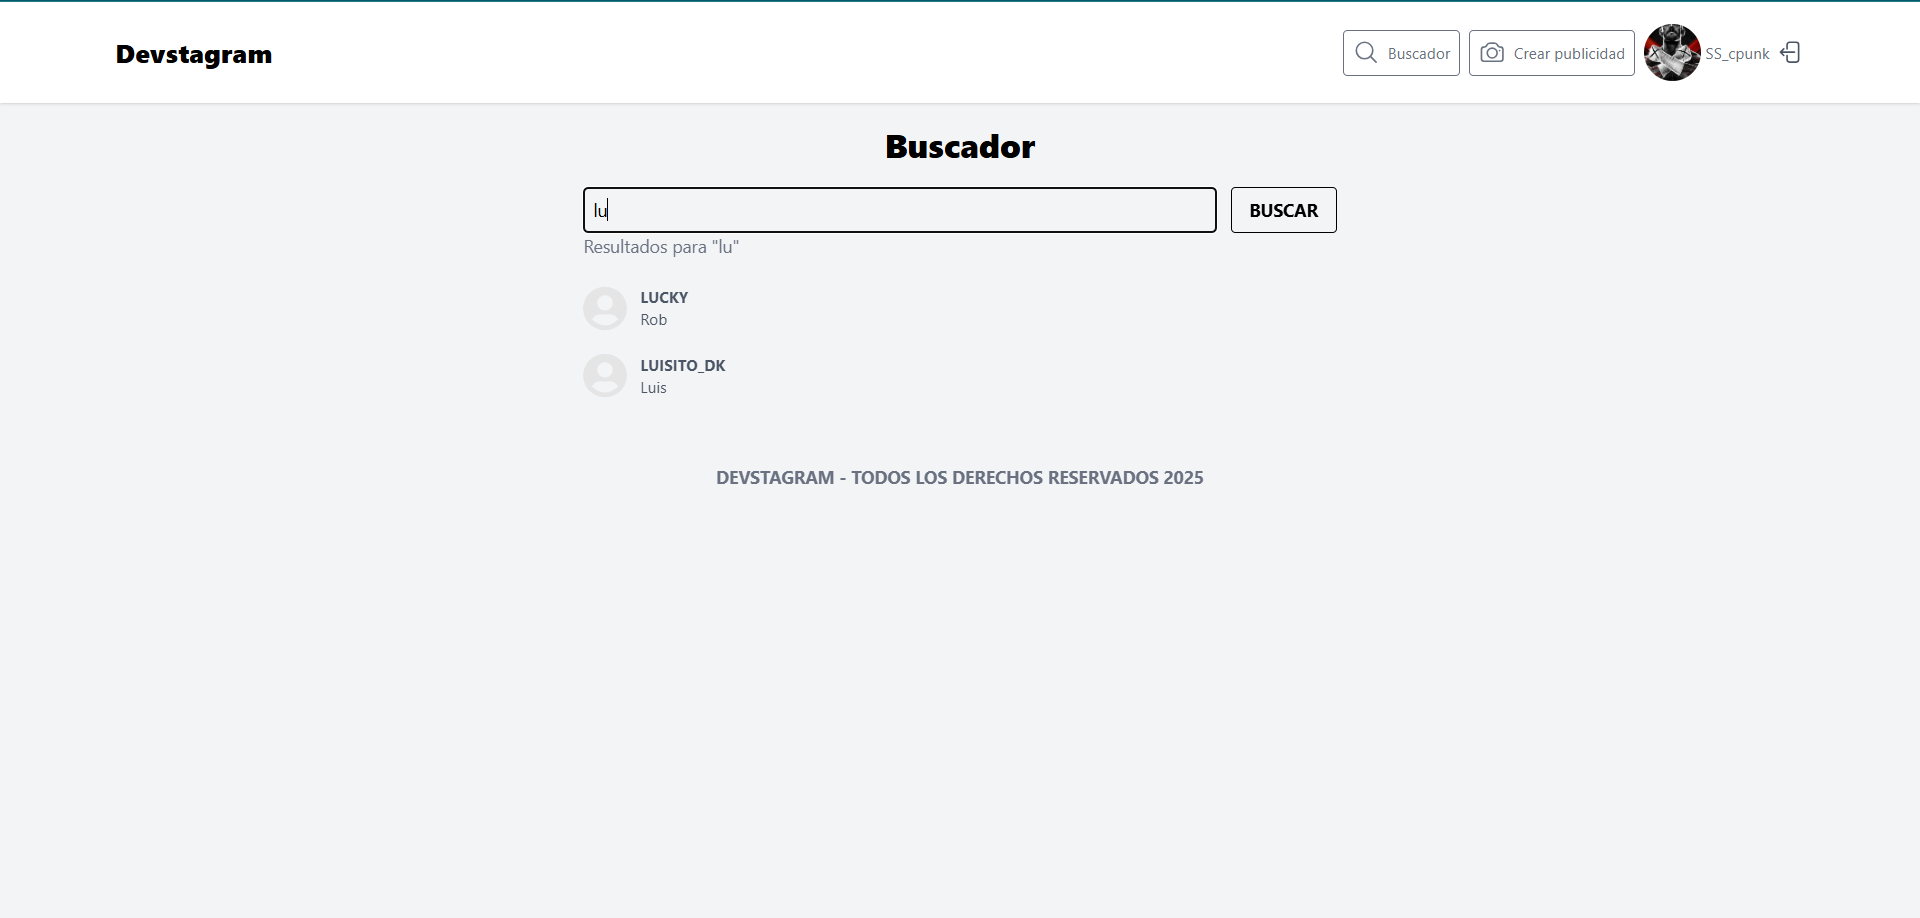 Devstagram
Buscador
Crear publicidad
SS_cpunk
Buscador
lu
BUSCAR
Resultados para "lu"
LUCKY
Rob
LUISITO_DK
Luis
DEVSTAGRAM - TODOS LOS DERECHOS RESERVADOS 2025